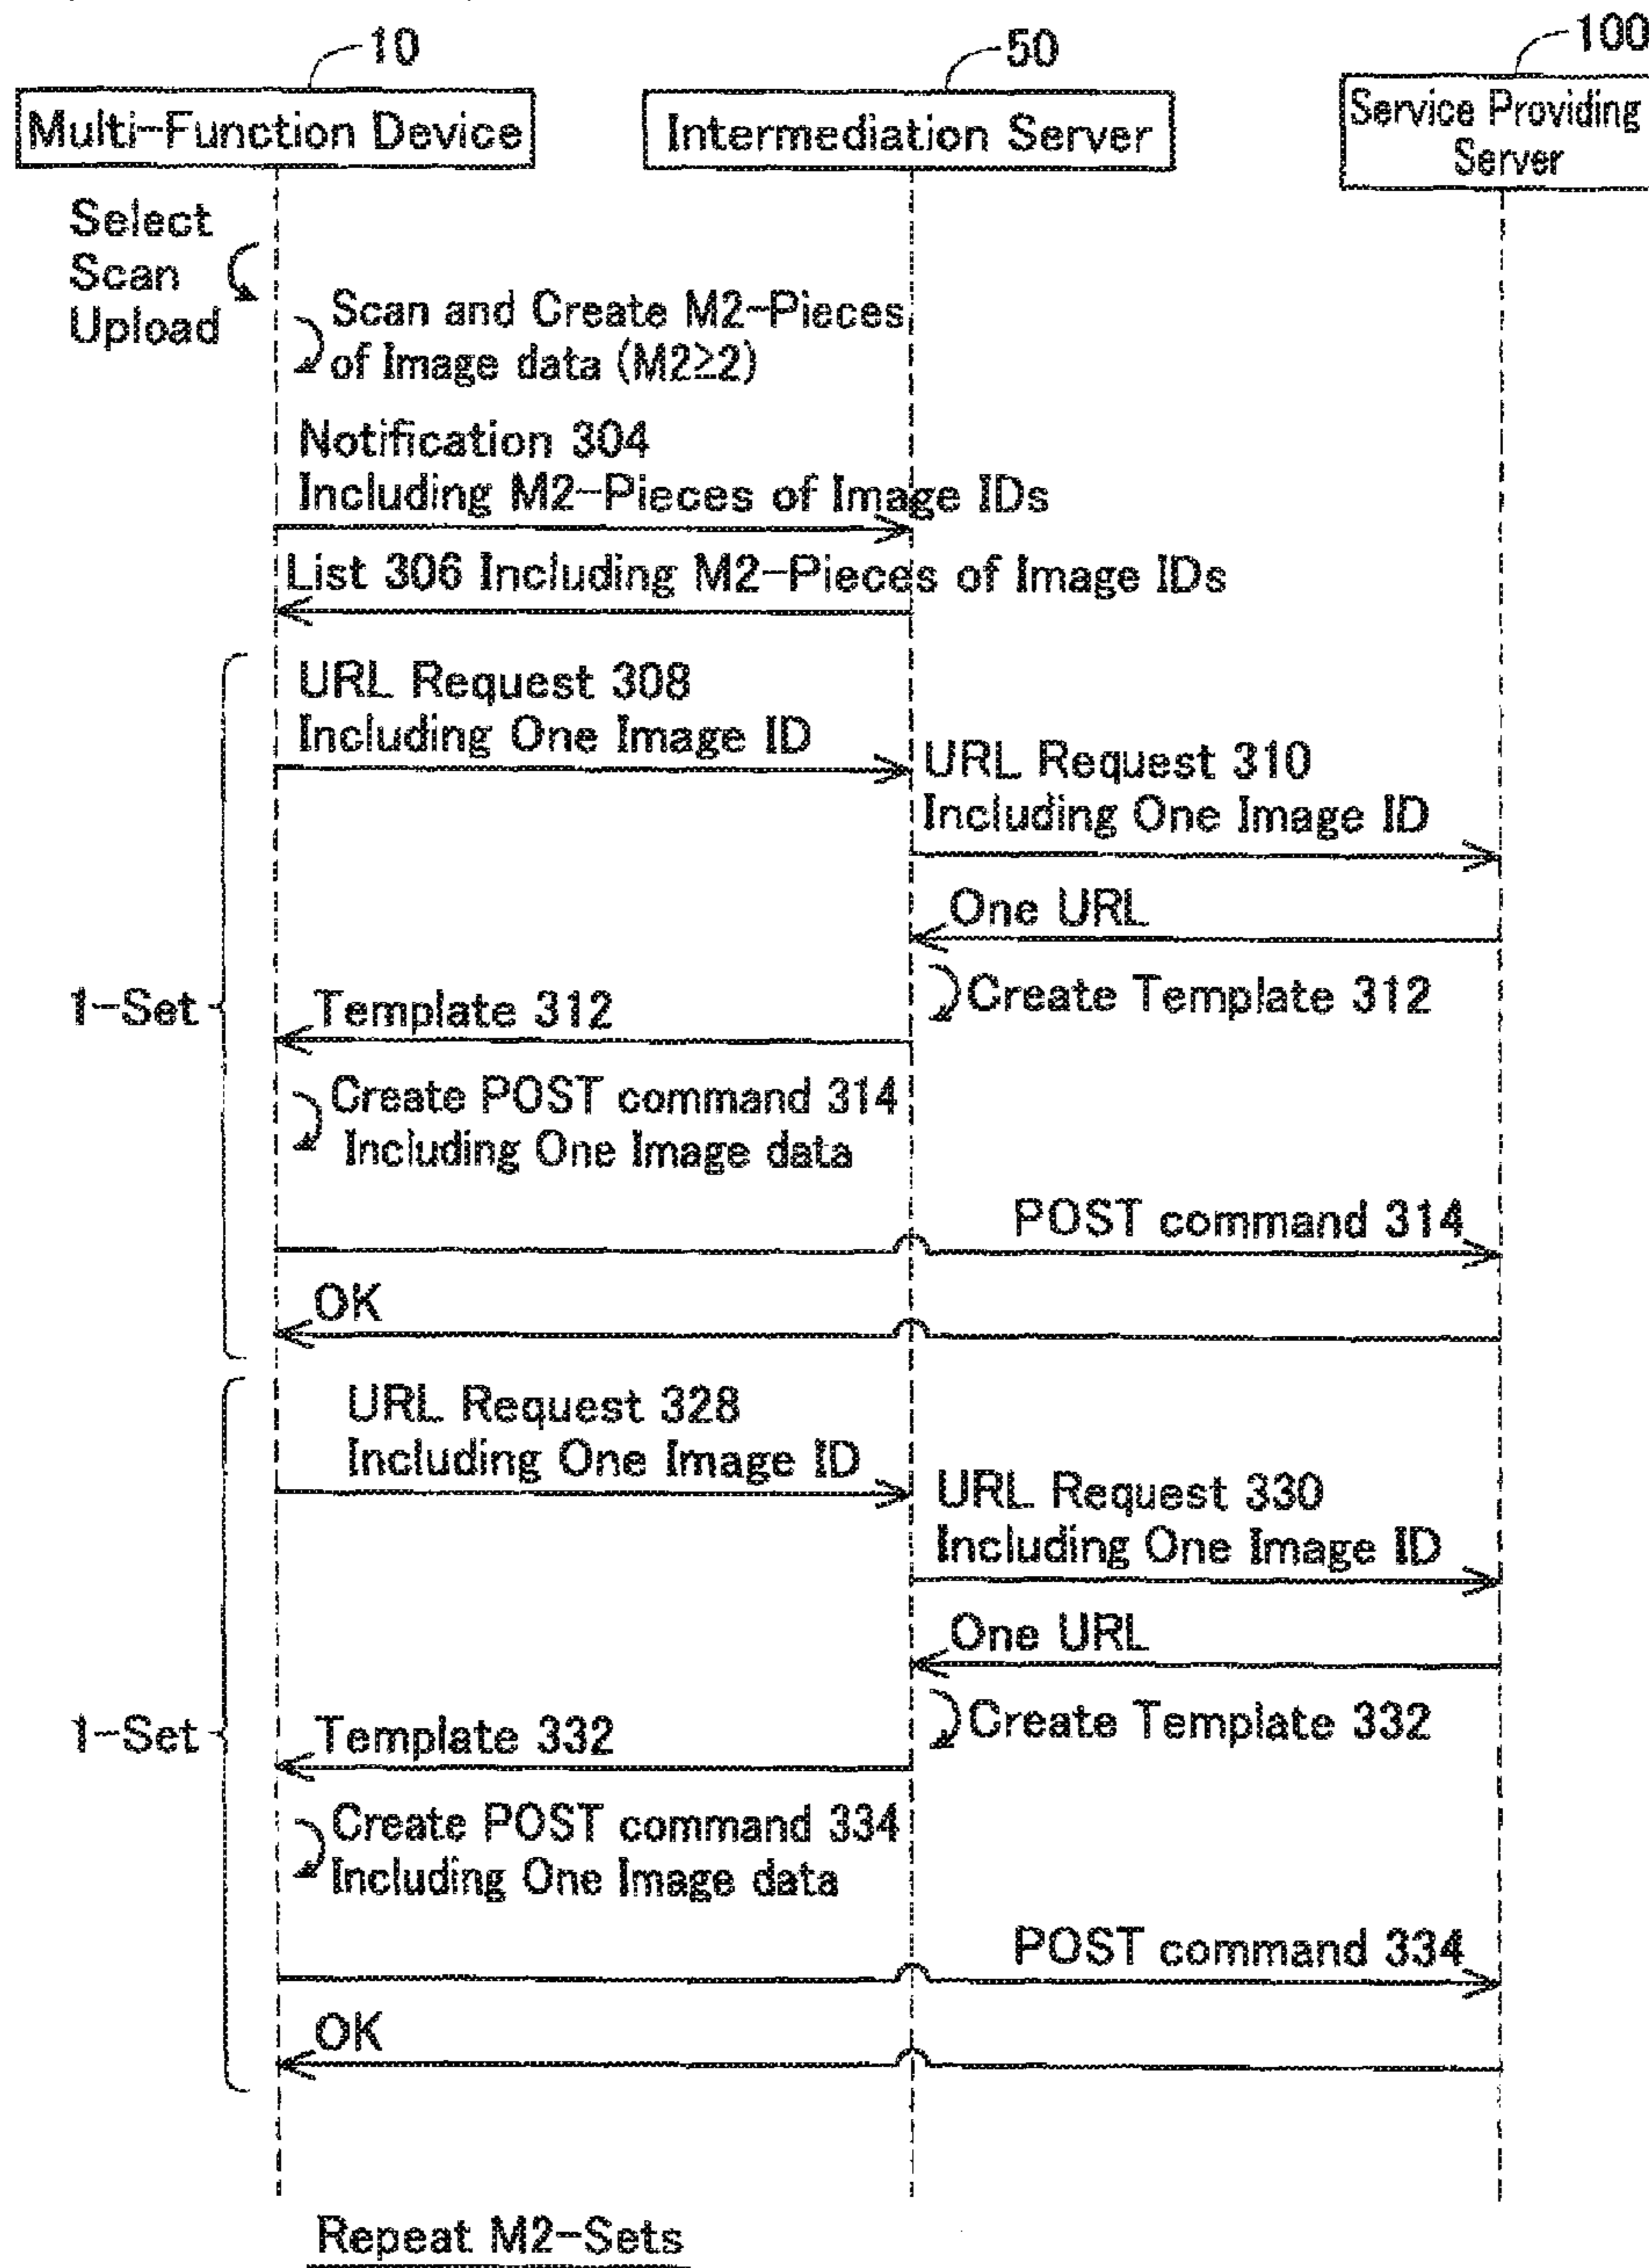 10
50
100
Multi-Function Device
Intermediation Server
Service Providing
Server
Select
Scan
Upload
Scan and Create M2-Pieces
of Image data (M2≥2)
Notification 304
Including M2-Pieces of Image IDs
List 306 Including M2-Pieces of Image IDs
URL Request 308
Including One Image ID
URL Request 310
Including One Image ID
One URL
Create Template 312
1-Set
Template 312
Create POST command 314
Including One Image data
POST command 314
OK
URL Request 328
Including One Image ID
URL Request 330
Including One Image ID
One URL
Create Template 332
1-Set
Template 332
Create POST command 334
Including One Image data
POST command 334
OK
Repeat M2-Sets